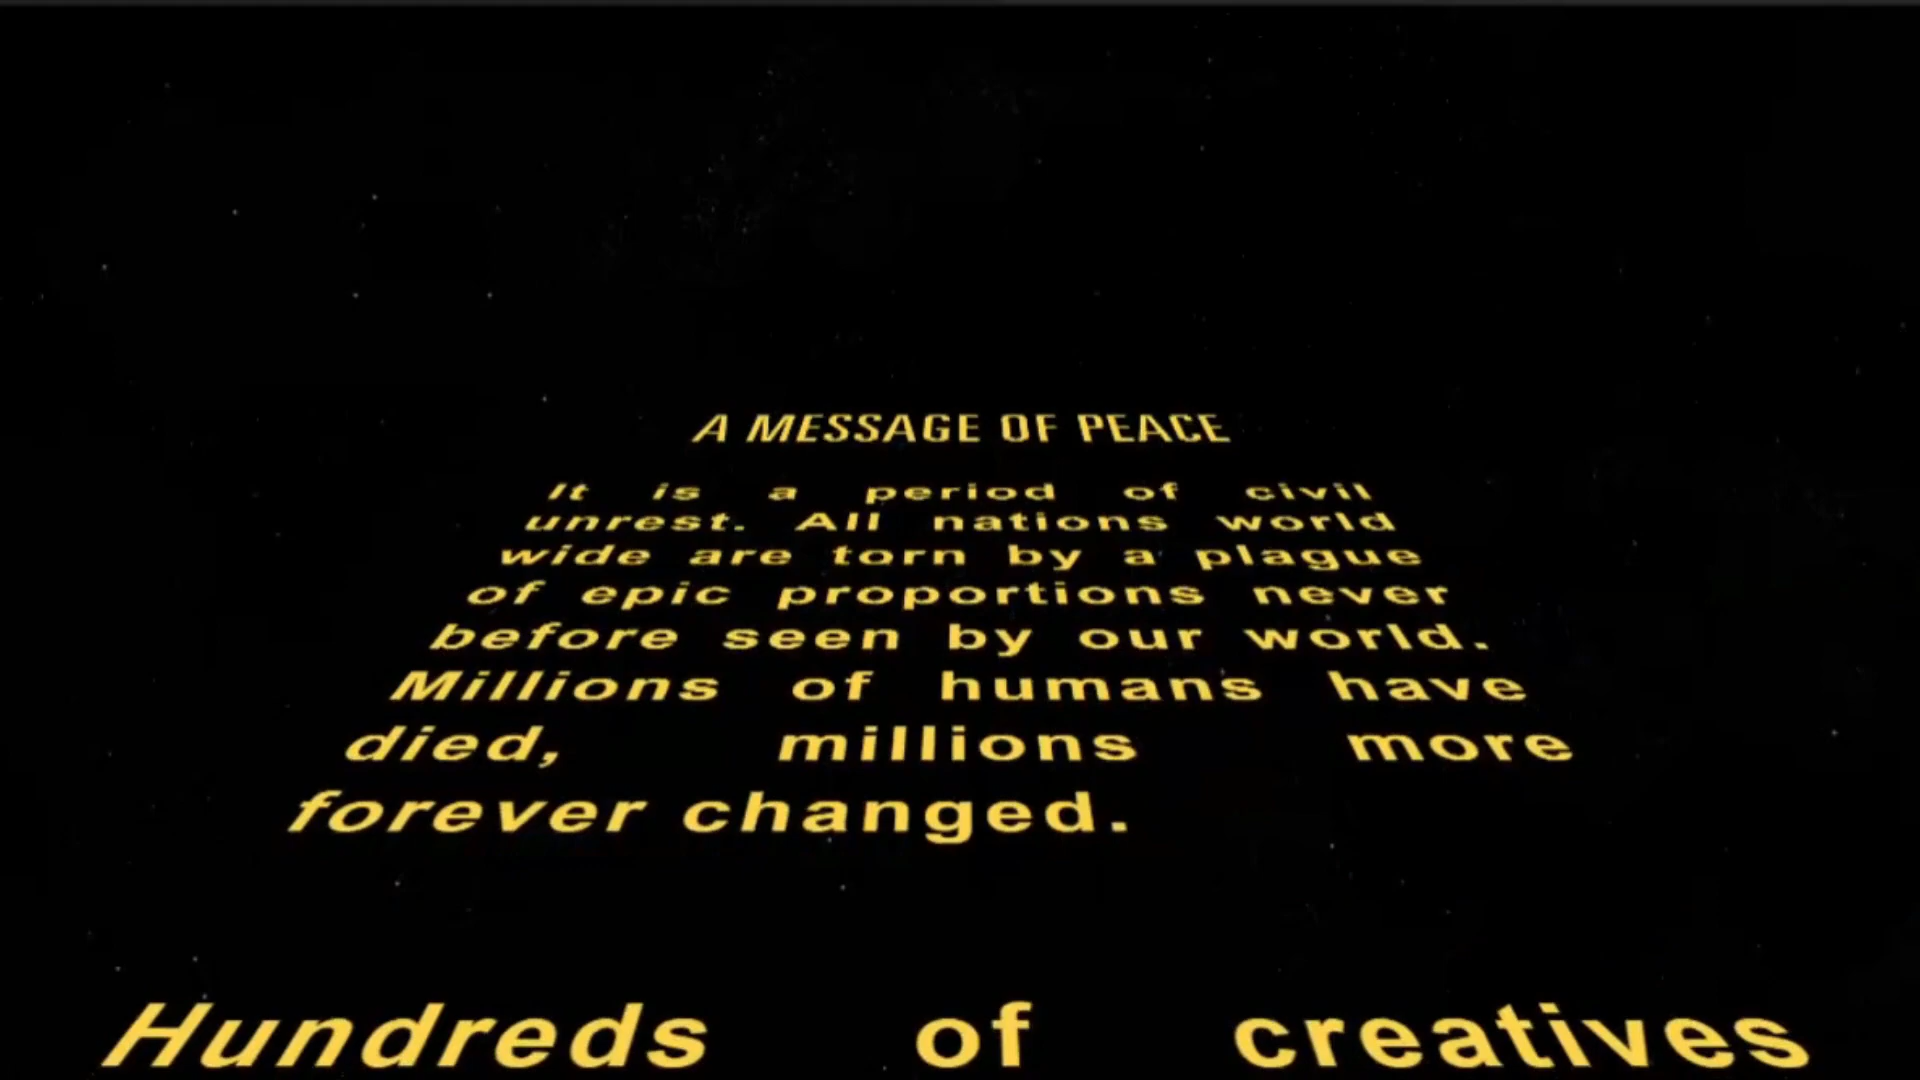 A MESSAGE OF PEACE
It is a period of civil
unrest. All nations world
wide are torn by a plague
of epic proportions never
before seen by our world.
Millions of humans have
died, millions more
forever changed.
Hundreds of creatives